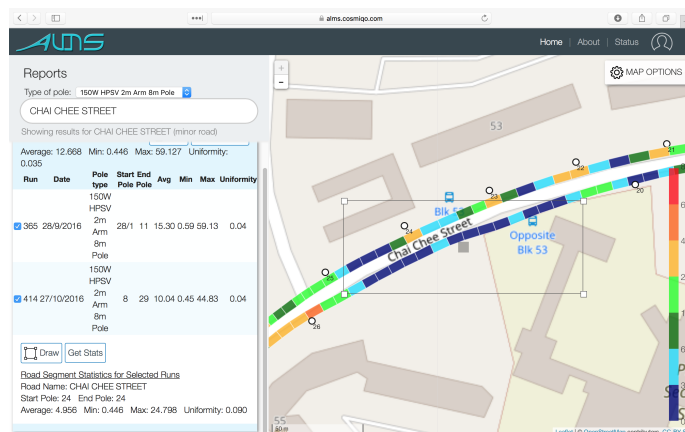 alms.cosmiqo.com
ALMS
Home | About | Status
Reports
Type of pole: 150W HPSV 2m Arm 8m Pole
CHAI CHEE STREET
Showing results for CHAI CHEE STREET (minor road)
Average: 12.668 Min: 0.446 Max: 59.127 Uniformity:
0.035
Run Date Pole type Start Pole End Pole Avg Min Max Uniformity
365 28/9/2016 150W HPSV 2m Arm 8m Pole 28/1 11 15.30 0.59 59.13 0.04
414 27/10/2016 150W HPSV 2m Arm 8m Pole 8 29 10.04 0.45 44.83 0.04
Draw Get Stats
Road Segment Statistics for Selected Runs
Road Name: CHAI CHEE STREET
Start Pole: 24 End Pole: 24
Average: 4.956 Min: 0.446 Max: 24.798 Uniformity: 0.090
+
-
MAP OPTIONS
53
21
22
20
23
Blk
24
Chai Chee Street
Opposite
Blk 53
25
26
55
50 m